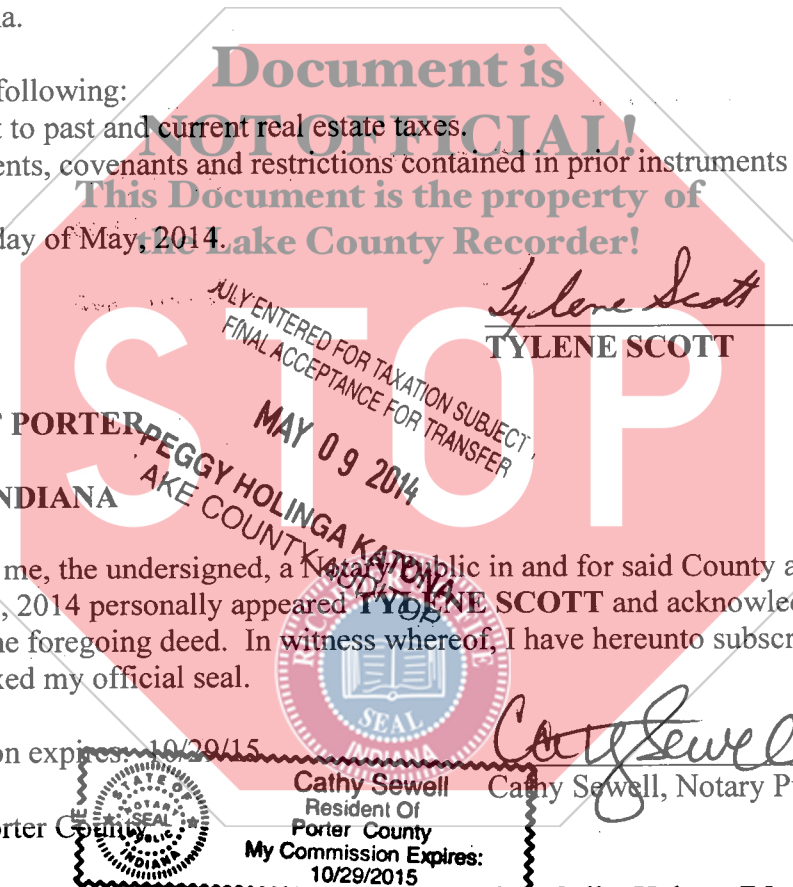 a.
Document is
following:
t to past and current real estate taxes.
NOT OFFICIAL!
ents, covenants and restrictions contained in prior instruments
This Document is the property of
day of May, 2014.
the Lake County Recorder!
Tylene Scott
TYLENE SCOTT
STOP
ULY ENTERED FOR TAXATION SUBJECT
FINAL ACCEPTANCE FOR TRANSFER
MAY 09 2014
PEGGY HOLINGA KATONA
AKE COUNTY AUDITOR
PORTER
NDIANA
me, the undersigned, a Notary Public in and for said County a
, 2014 personally appeared TYLENE SCOTT and acknowled
he foregoing deed. In witness whereof, I have hereunto subscr
xed my official seal.
SEAL
INDIANA
on expires: 10/29/15
Cathy Sewell
Cathy Sewell, Notary P
orter County
STATE OF
NOTARY
SEAL
PUBLIC
INDIANA
Cathy Sewell
Resident Of
Porter County
My Commission Expires:
10/29/2015